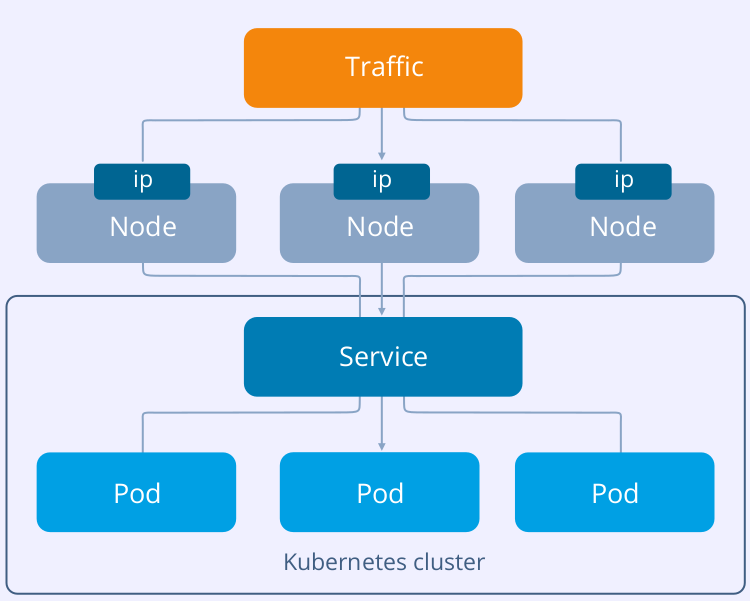 Traffic
ip
ip
ip
Node
Node
Node
Service
Pod
Pod
Pod
Kubernetes cluster